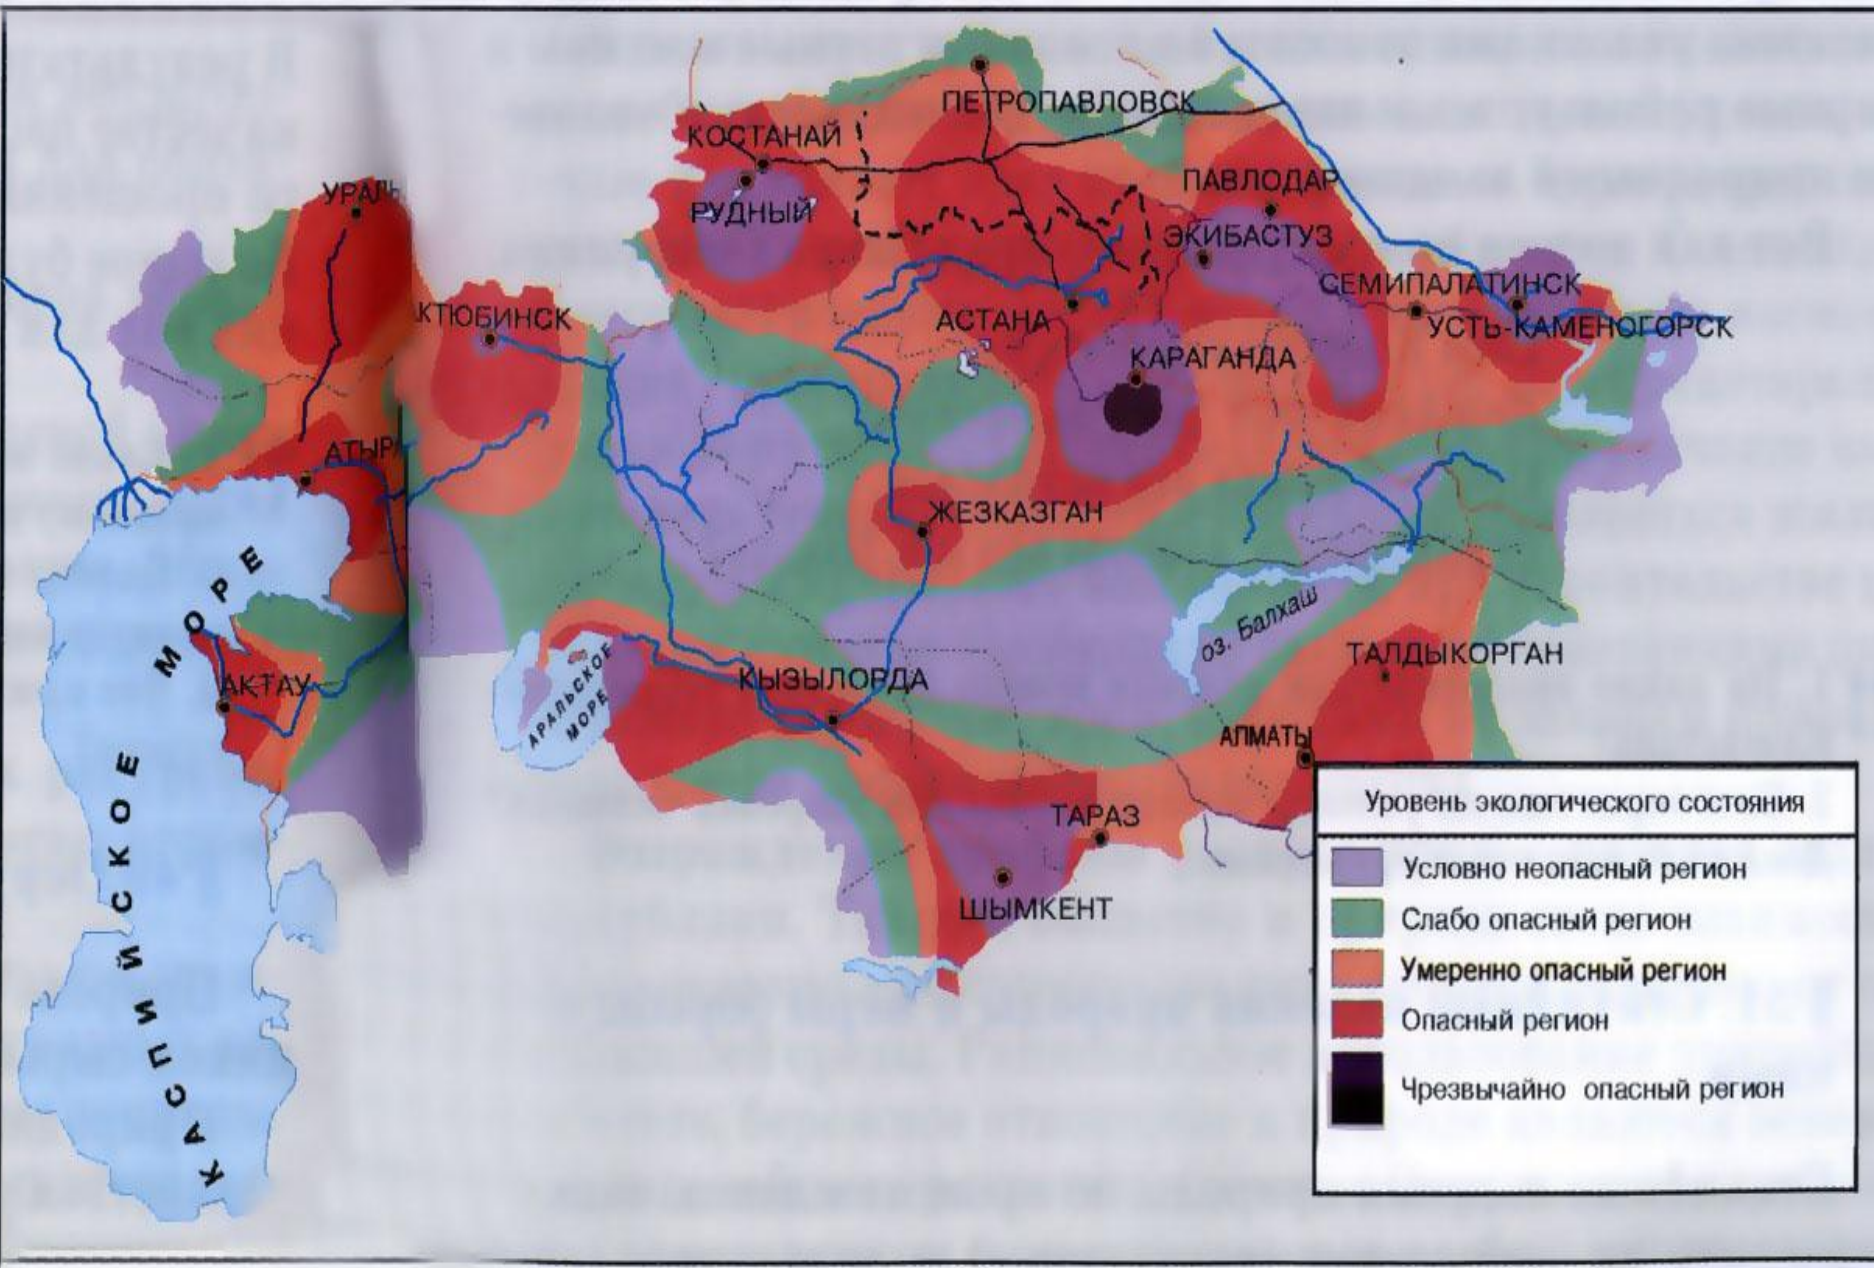 ПЕТРОПАВЛОВСК
КОСТАНАЙ
РУДНЫЙ
ПАВЛОДАР
ЭКИБАСТУЗ
УРАЛЬ
КТЮБИНСК
СЕМИПАЛАТИНСК
УСТЬ-КАМЕНОГОРСК
АСТАНА
КАРАГАНДА
АТЫРА
ЖЕЗКАЗГАН
КАСПИЙСКОЕ МОРЕ
АКТАУ
АРАЛЬСКОЕ
МОРЕ
КЫЗЫЛОРДА
оз. Балхаш
ТАЛДЫКОРГАН
АЛМАТЫ
ТАРАЗ
ШЫМКЕНТ
Уровень экологического состояния
Условно неопасный регион
Слабо опасный регион
Умеренно опасный регион
Опасный регион
Чрезвычайно опасный регион